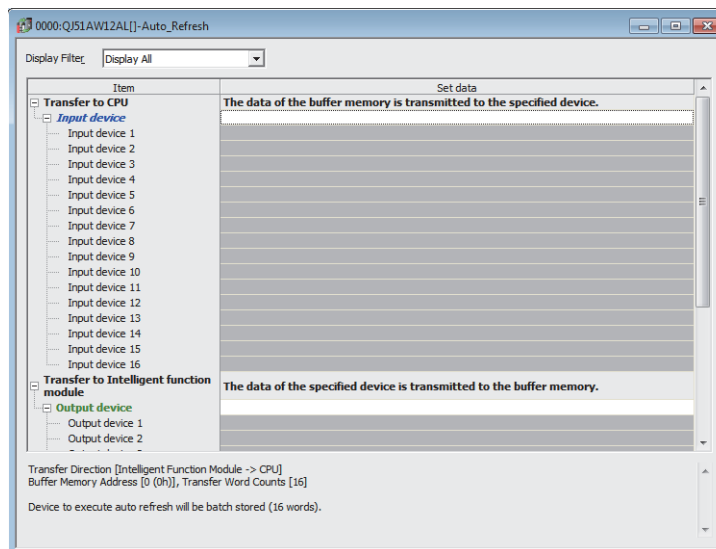 0000:QJ51AW12AL[]-Auto_Refresh
Display Filter Display All
Item Set data
Transfer to CPU The data of the buffer memory is transmitted to the specified device.
Input device
Input device 1
Input device 2
Input device 3
Input device 4
Input device 5
Input device 6
Input device 7
Input device 8
Input device 9
Input device 10
Input device 11
Input device 12
Input device 13
Input device 14
Input device 15
Input device 16
Transfer to Intelligent function
module The data of the specified device is transmitted to the buffer memory.
Output device
Output device 1
Output device 2
Transfer Direction [Intelligent Function Module -> CPU]
Buffer Memory Address [0 (0h)], Transfer Word Counts [16]
Device to execute auto refresh will be batch stored (16 words).